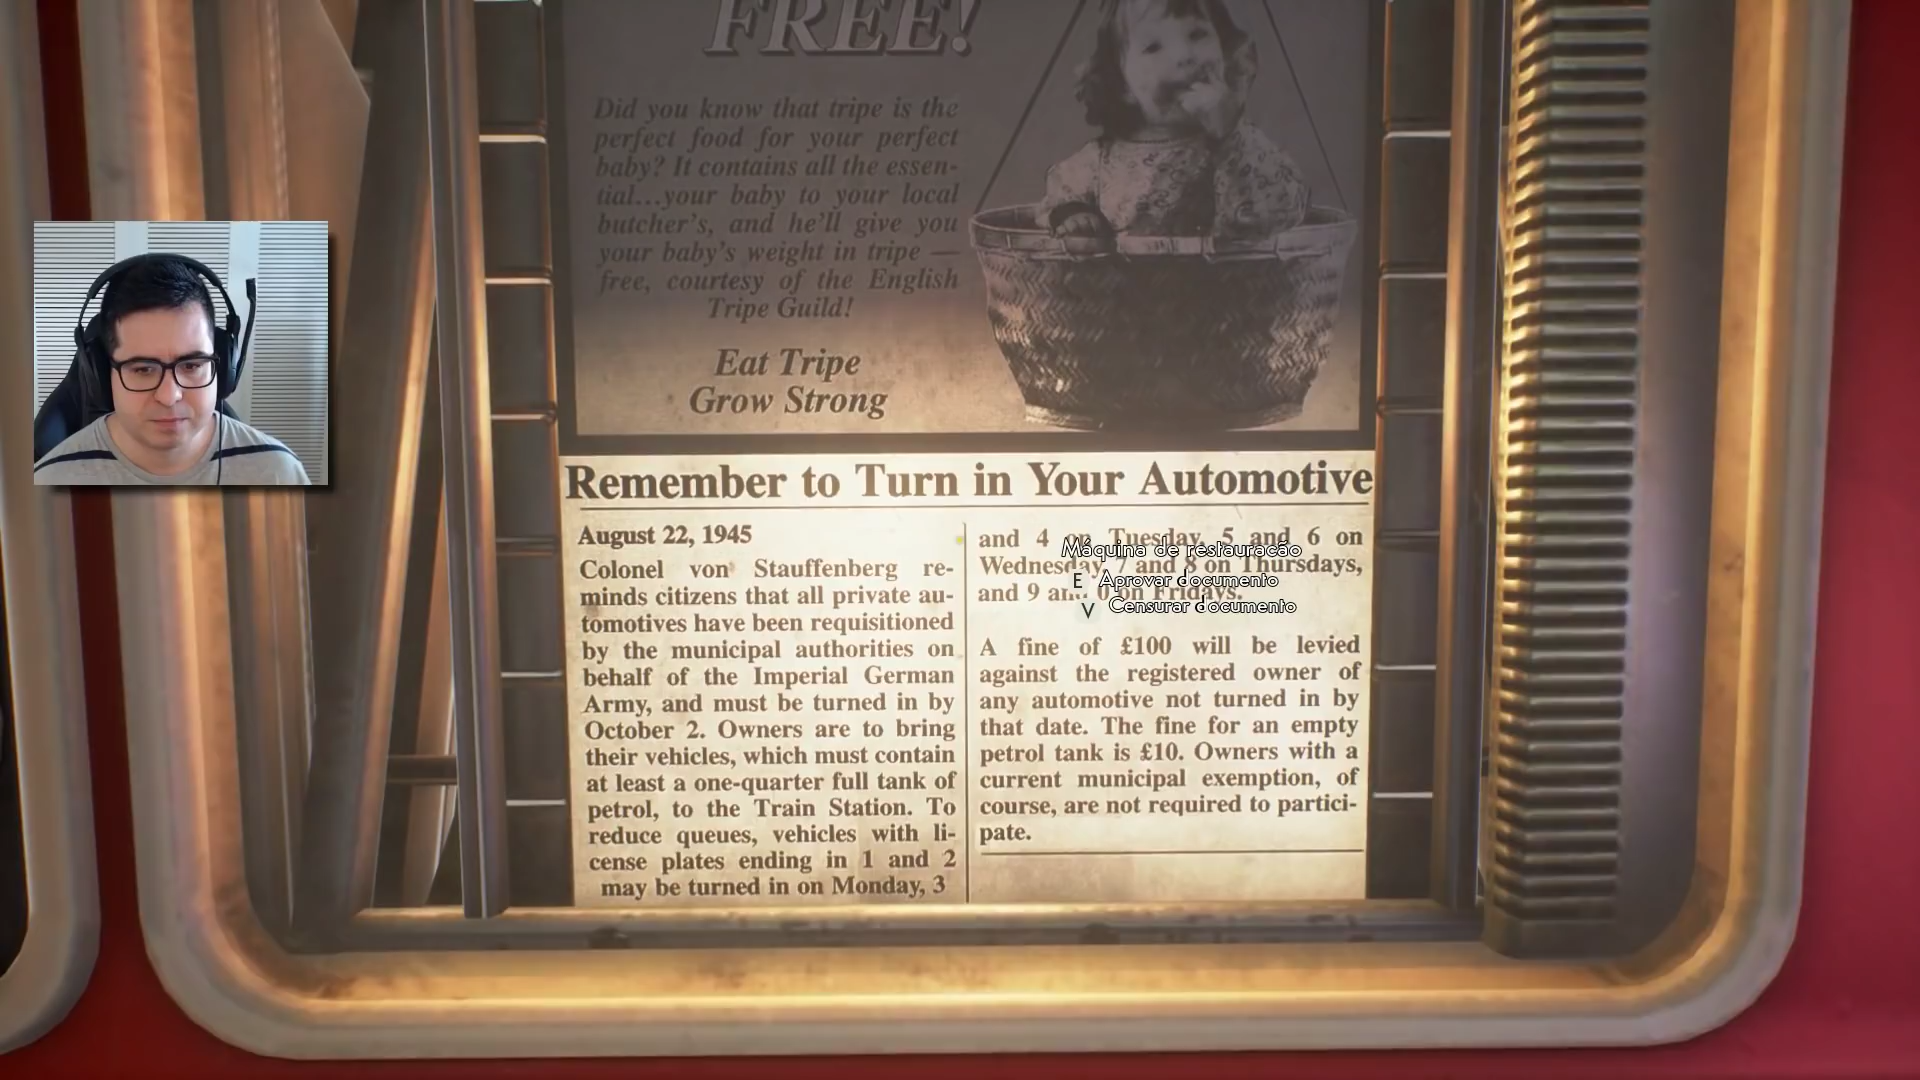 FREE!
Did you know that tripe is the
perfect food for your perfect
baby? It contains all the essen-
tial...your baby to your local
butcher's, and he'll give you
your baby's weight in tripe —
free, courtesy of the English
Tripe Guild!
Eat Tripe
Grow Strong
Remember to Turn in Your Automotive
August 22, 1945
Colonel von Stauffenberg re-
minds citizens that all private au-
tomotives have been requisitioned
by the municipal authorities on
behalf of the Imperial German
Army, and must be turned in by
October 2. Owners are to bring
their vehicles, which must contain
at least a one-quarter full tank of
petrol, to the Train Station. To
reduce queues, vehicles with li-
cense plates ending in 1 and 2
may be turned in on Monday, 3
and 4 on Tuesday, 5 and 6 on
Wednesday, 7 and 8 on Thursdays,
and 9 and 0 on Fridays.
A fine of £100 will be levied
against the registered owner of
any automotive not turned in by
that date. The fine for an empty
petrol tank is £10. Owners with a
current municipal exemption, of
course, are not required to partici-
pate.
Máquina de restauração
E Aprovar documento
V Censurar documento